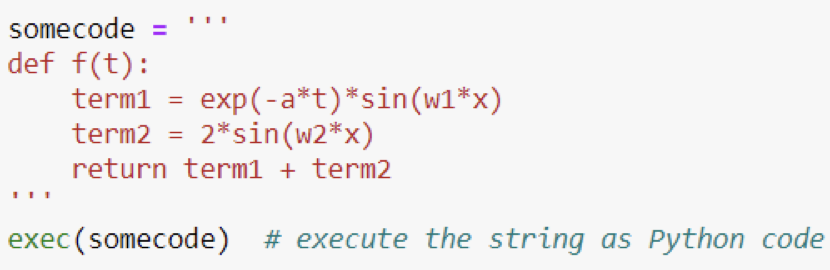 somecode = '''
def f(t):
    term1 = exp(-a*t)*sin(w1*x)
    term2 = 2*sin(w2*x)
    return term1 + term2
'''
exec(somecode)  # execute the string as Python code